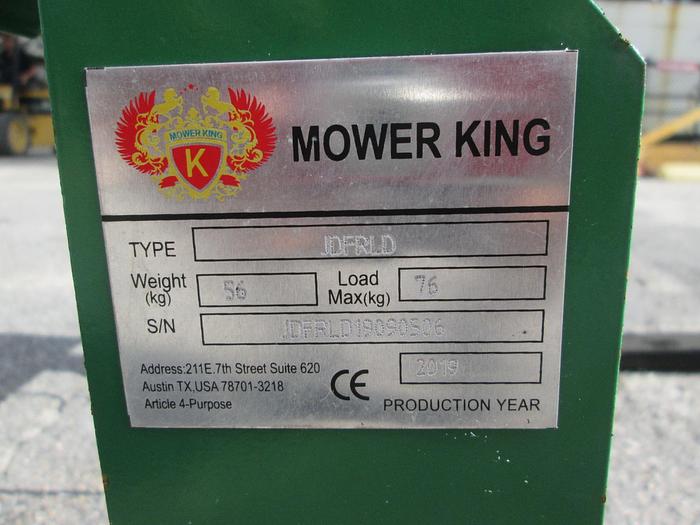 MOWER KING
K
MOWER KING
TYPE JDFRLD
Weight (kg) 56 Load Max(kg) 76
S/N JDFRLD19090506
Address:211E.7th Street Suite 620
Austin TX,USA 78701-3218
Article 4-Purpose
CE
2019
PRODUCTION YEAR